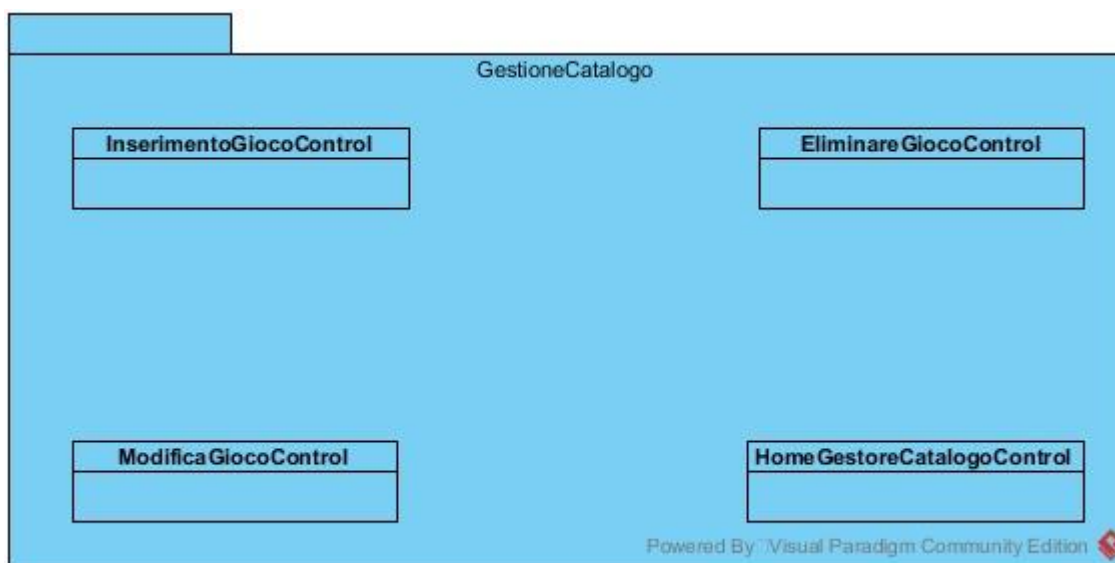 GestioneCatalogo
InserimentoGiocoControl
EliminareGiocoControl
ModificaGiocoControl
HomeGestoreCatalogoControl
Powered By Visual Paradigm Community Edition